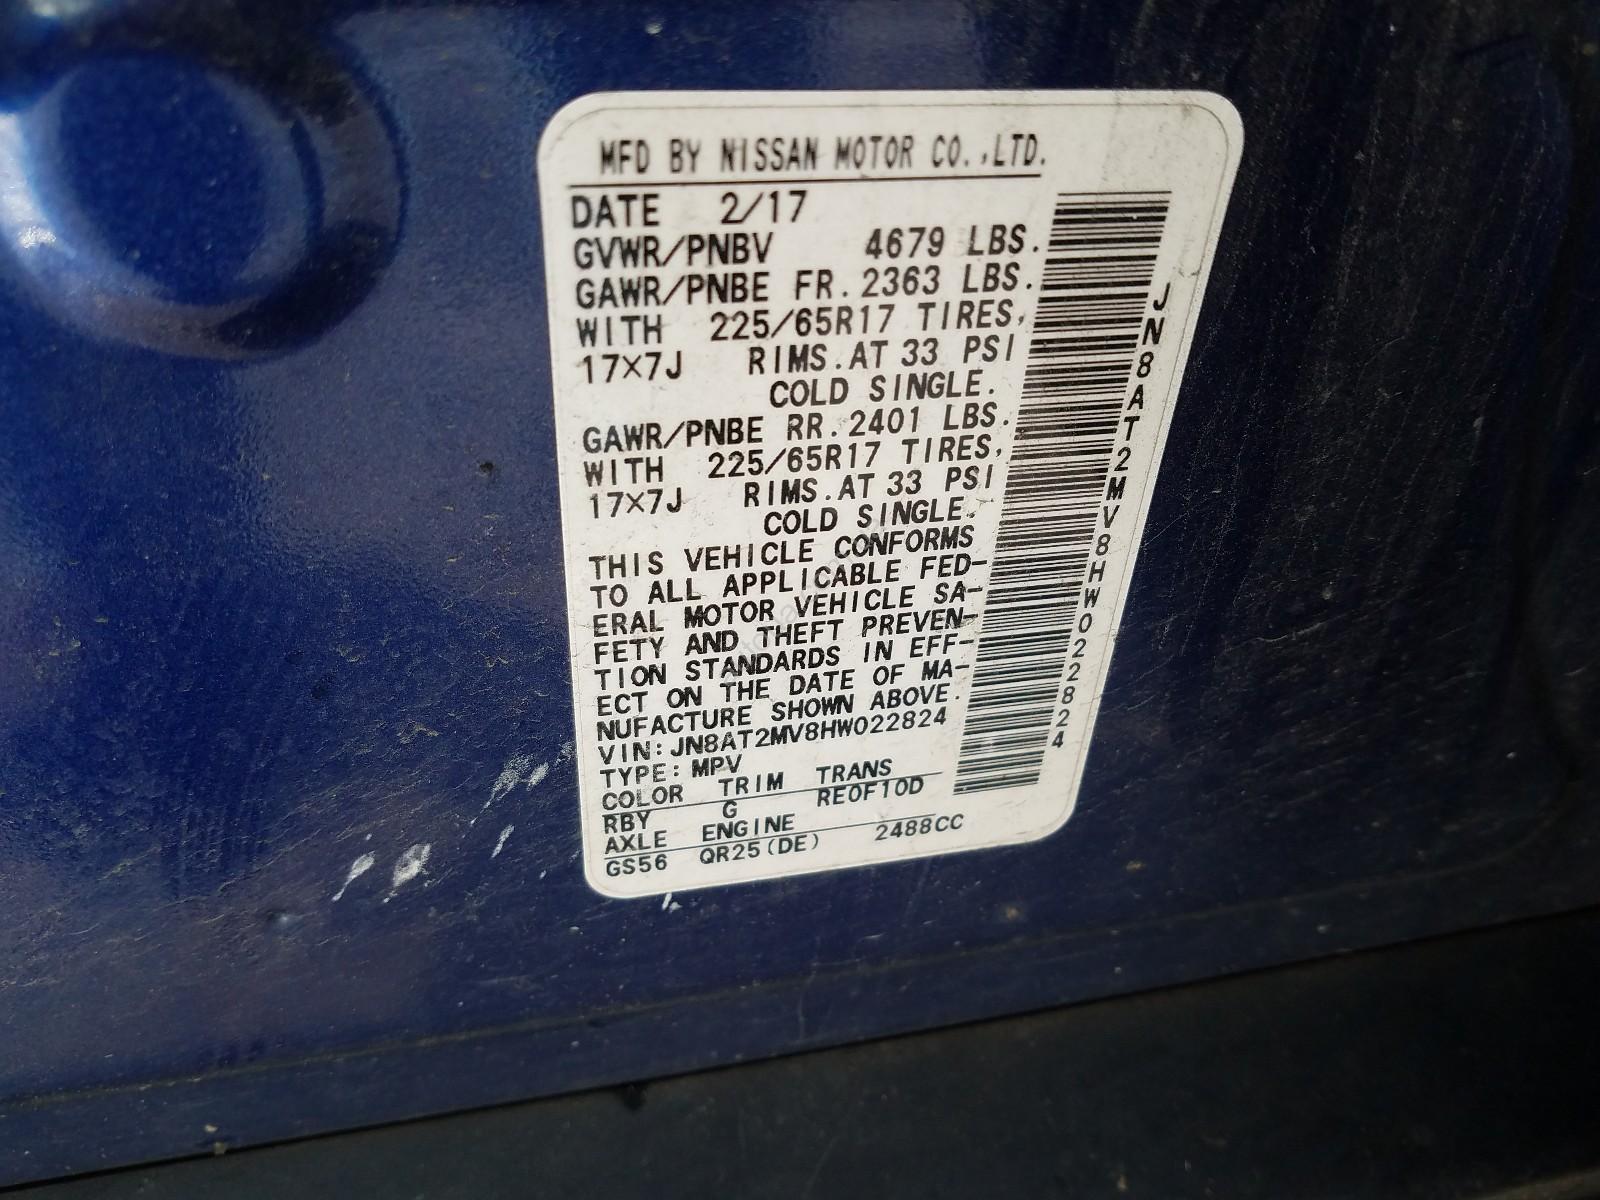 MFD BY NISSAN MOTOR CO.,LTD.
DATE 2/17
GVWR/PNBV 4679 LBS.
GAWR/PNBE FR.2363 LBS.
WITH 225/65R17 TIRES,
17×7J RIMS.AT 33 PSI
COLD SINGLE.
GAWR/PNBE RR.2401 LBS.
WITH 225/65R17 TIRES,
17×7J RIMS.AT 33 PSI
COLD SINGLE.
THIS VEHICLE CONFORMS
TO ALL APPLICABLE FED-
ERAL MOTOR VEHICLE SA-
FETY AND THEFT PREVEN-
TION STANDARDS IN EFF-
ECT ON THE DATE OF MA-
NUFACTURE SHOWN ABOVE.
VIN:JN8AT2MV8HW022824
TYPE:MPV
COLOR TRIM TRANS
RBY G RE0F10D
AXLE ENGINE
GS56 QR25(DE) 2488CC
JN8AT2MV8HW022824